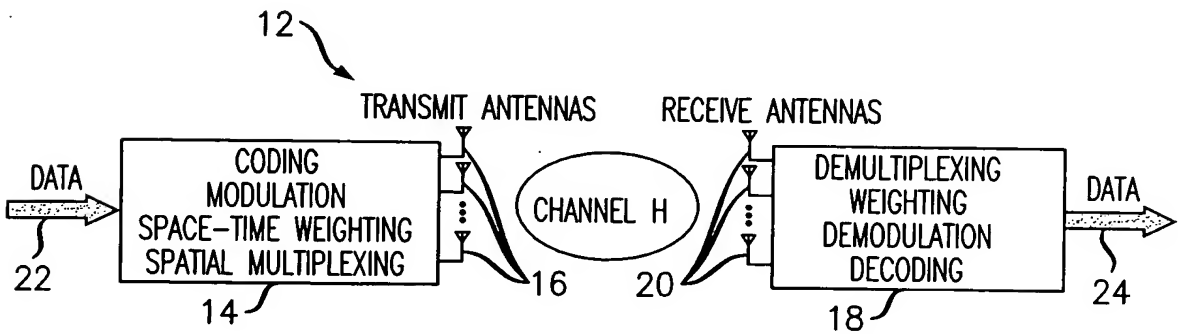 12
TRANSMIT ANTENNAS
RECEIVE ANTENNAS
DATA
22
CODING
MODULATION
SPACE-TIME WEIGHTING
SPATIAL MULTIPLEXING
14
16
CHANNEL H
20
DEMULTIPLEXING
WEIGHTING
DEMODULATION
DECODING
18
DATA
24